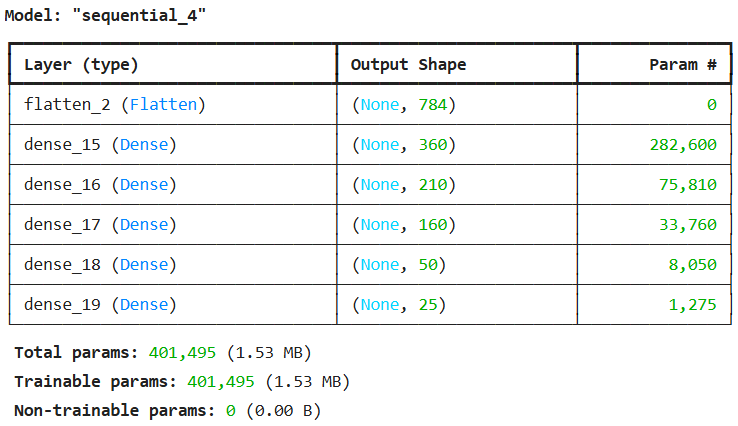 Model: "sequential_4"
Layer (type) Output Shape Param #
flatten_2 (Flatten) (None, 784) 0
dense_15 (Dense) (None, 360) 282,600
dense_16 (Dense) (None, 210) 75,810
dense_17 (Dense) (None, 160) 33,760
dense_18 (Dense) (None, 50) 8,050
dense_19 (Dense) (None, 25) 1,275
Total params: 401,495 (1.53 MB)
Trainable params: 401,495 (1.53 MB)
Non-trainable params: 0 (0.00 B)